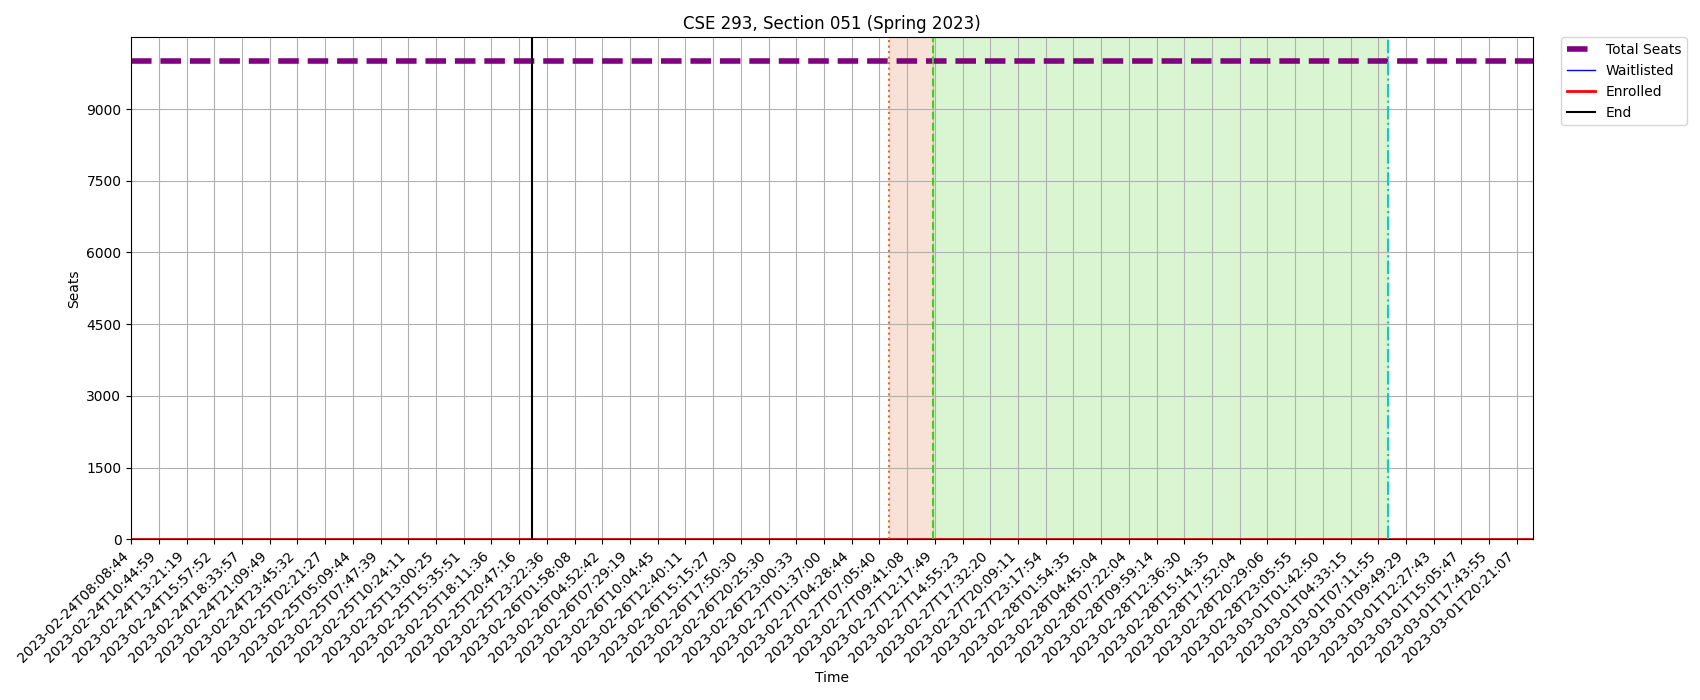 CSE 293, Section 051 (Spring 2023)
Total Seats
Waitlisted
Enrolled
End
Seats
9000
7500
6000
4500
3000
1500
0
2023-02-24T08:08:44
2023-02-24T10:44:59
2023-02-24T13:21:19
2023-02-24T15:57:52
2023-02-24T18:33:57
2023-02-24T21:09:49
2023-02-24T23:45:32
2023-02-25T02:21:27
2023-02-25T05:09:44
2023-02-25T07:47:39
2023-02-25T10:24:11
2023-02-25T13:00:25
2023-02-25T15:35:51
2023-02-25T18:11:36
2023-02-25T20:47:16
2023-02-25T23:22:36
2023-02-26T01:58:08
2023-02-26T04:52:42
2023-02-26T07:29:19
2023-02-26T10:04:45
2023-02-26T12:40:11
2023-02-26T15:15:27
2023-02-26T17:50:30
2023-02-26T20:25:30
2023-02-26T23:00:33
2023-02-27T01:37:00
2023-02-27T04:28:44
2023-02-27T07:05:40
2023-02-27T09:41:08
2023-02-27T12:17:49
2023-02-27T14:55:23
2023-02-27T17:32:20
2023-02-27T20:09:11
2023-02-27T23:17:54
2023-02-28T01:54:35
2023-02-28T04:45:04
2023-02-28T07:22:04
2023-02-28T09:59:14
2023-02-28T12:36:30
2023-02-28T15:14:35
2023-02-28T17:52:04
2023-02-28T20:29:06
2023-02-28T23:05:55
2023-03-01T01:42:50
2023-03-01T04:33:15
2023-03-01T07:11:55
2023-03-01T09:49:29
2023-03-01T12:27:43
2023-03-01T15:05:47
2023-03-01T17:43:55
2023-03-01T20:21:07
Time